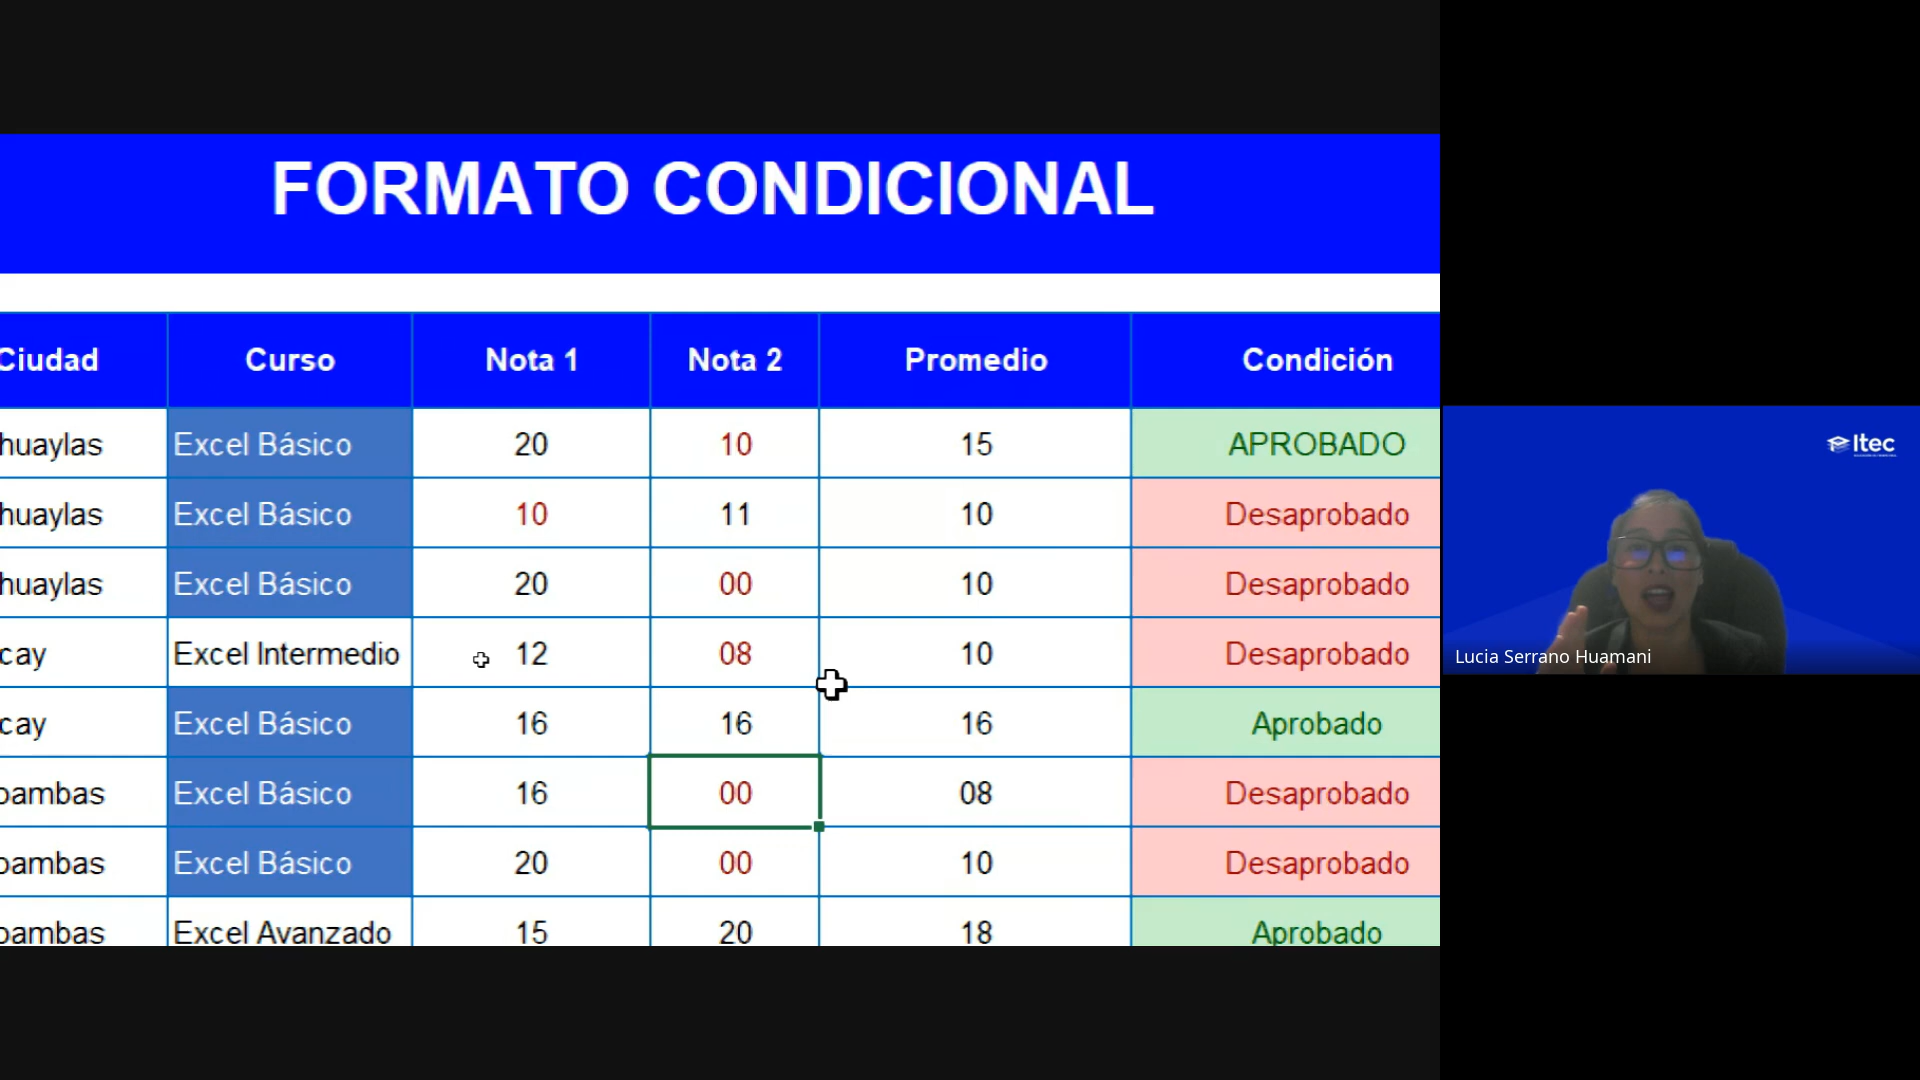 FORMATO CONDICIONAL
Ciudad Curso Nota 1 Nota 2 Promedio Condición
huaylas Excel Básico 20 10 15 APROBADO
huaylas Excel Básico 10 11 10 Desaprobado
huaylas Excel Básico 20 00 10 Desaprobado
cay Excel Intermedio 12 08 10 Desaprobado
cay Excel Básico 16 16 16 Aprobado
bambas Excel Básico 16 00 08 Desaprobado
bambas Excel Básico 20 00 10 Desaprobado
bambas Excel Avanzado 15 20 18 Aprobado
Itec
Lucia Serrano Huamani